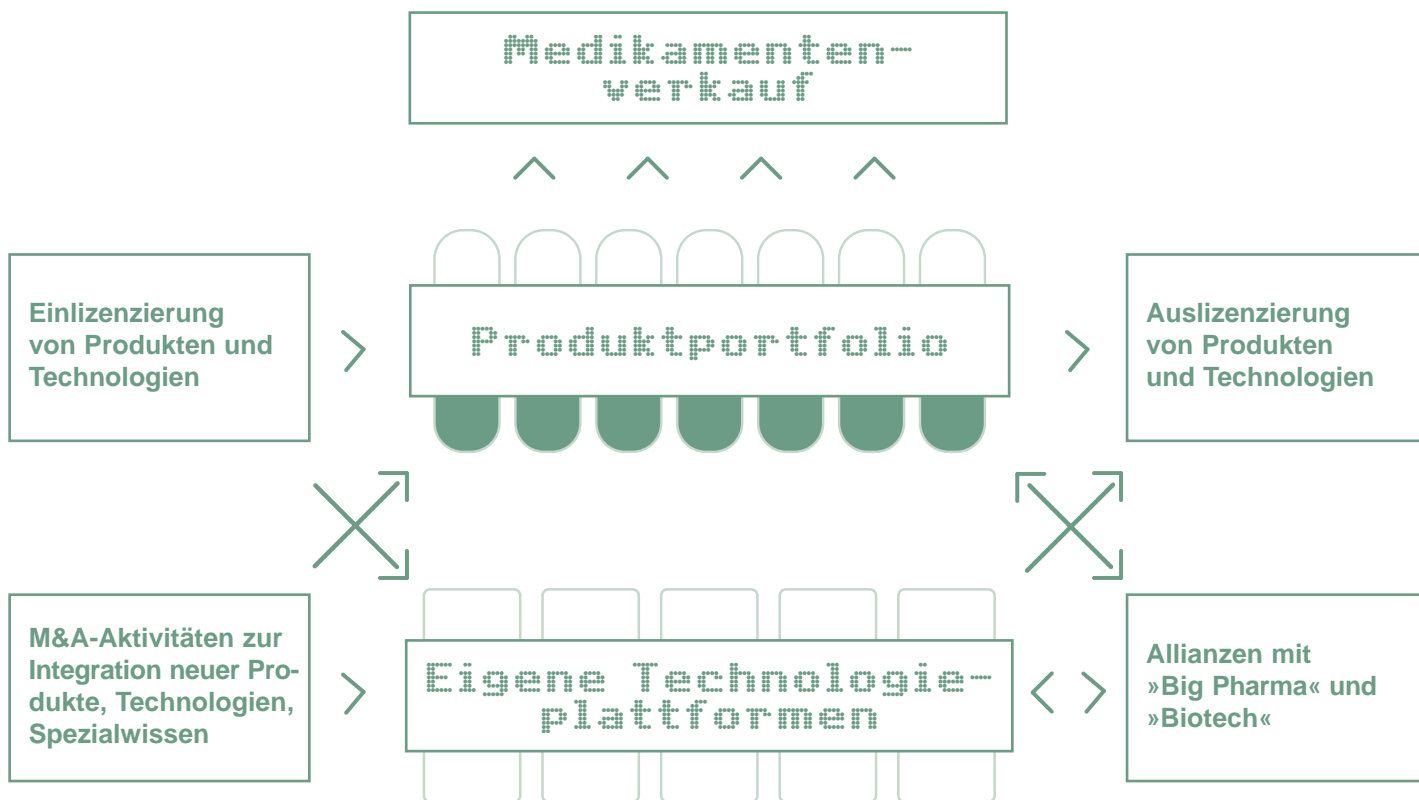 Medikamenten-
verkauf
Einlizenzierung
von Produkten und
Technologien
Produktportfolio
Auslizenzierung
von Produkten
und Technologien
M&A-Aktivitäten zur
Integration neuer Pro-
dukte, Technologien,
Spezialwissen
Eigene Technologie-
plattformen
Allianzen mit
»Big Pharma« und
»Biotech«